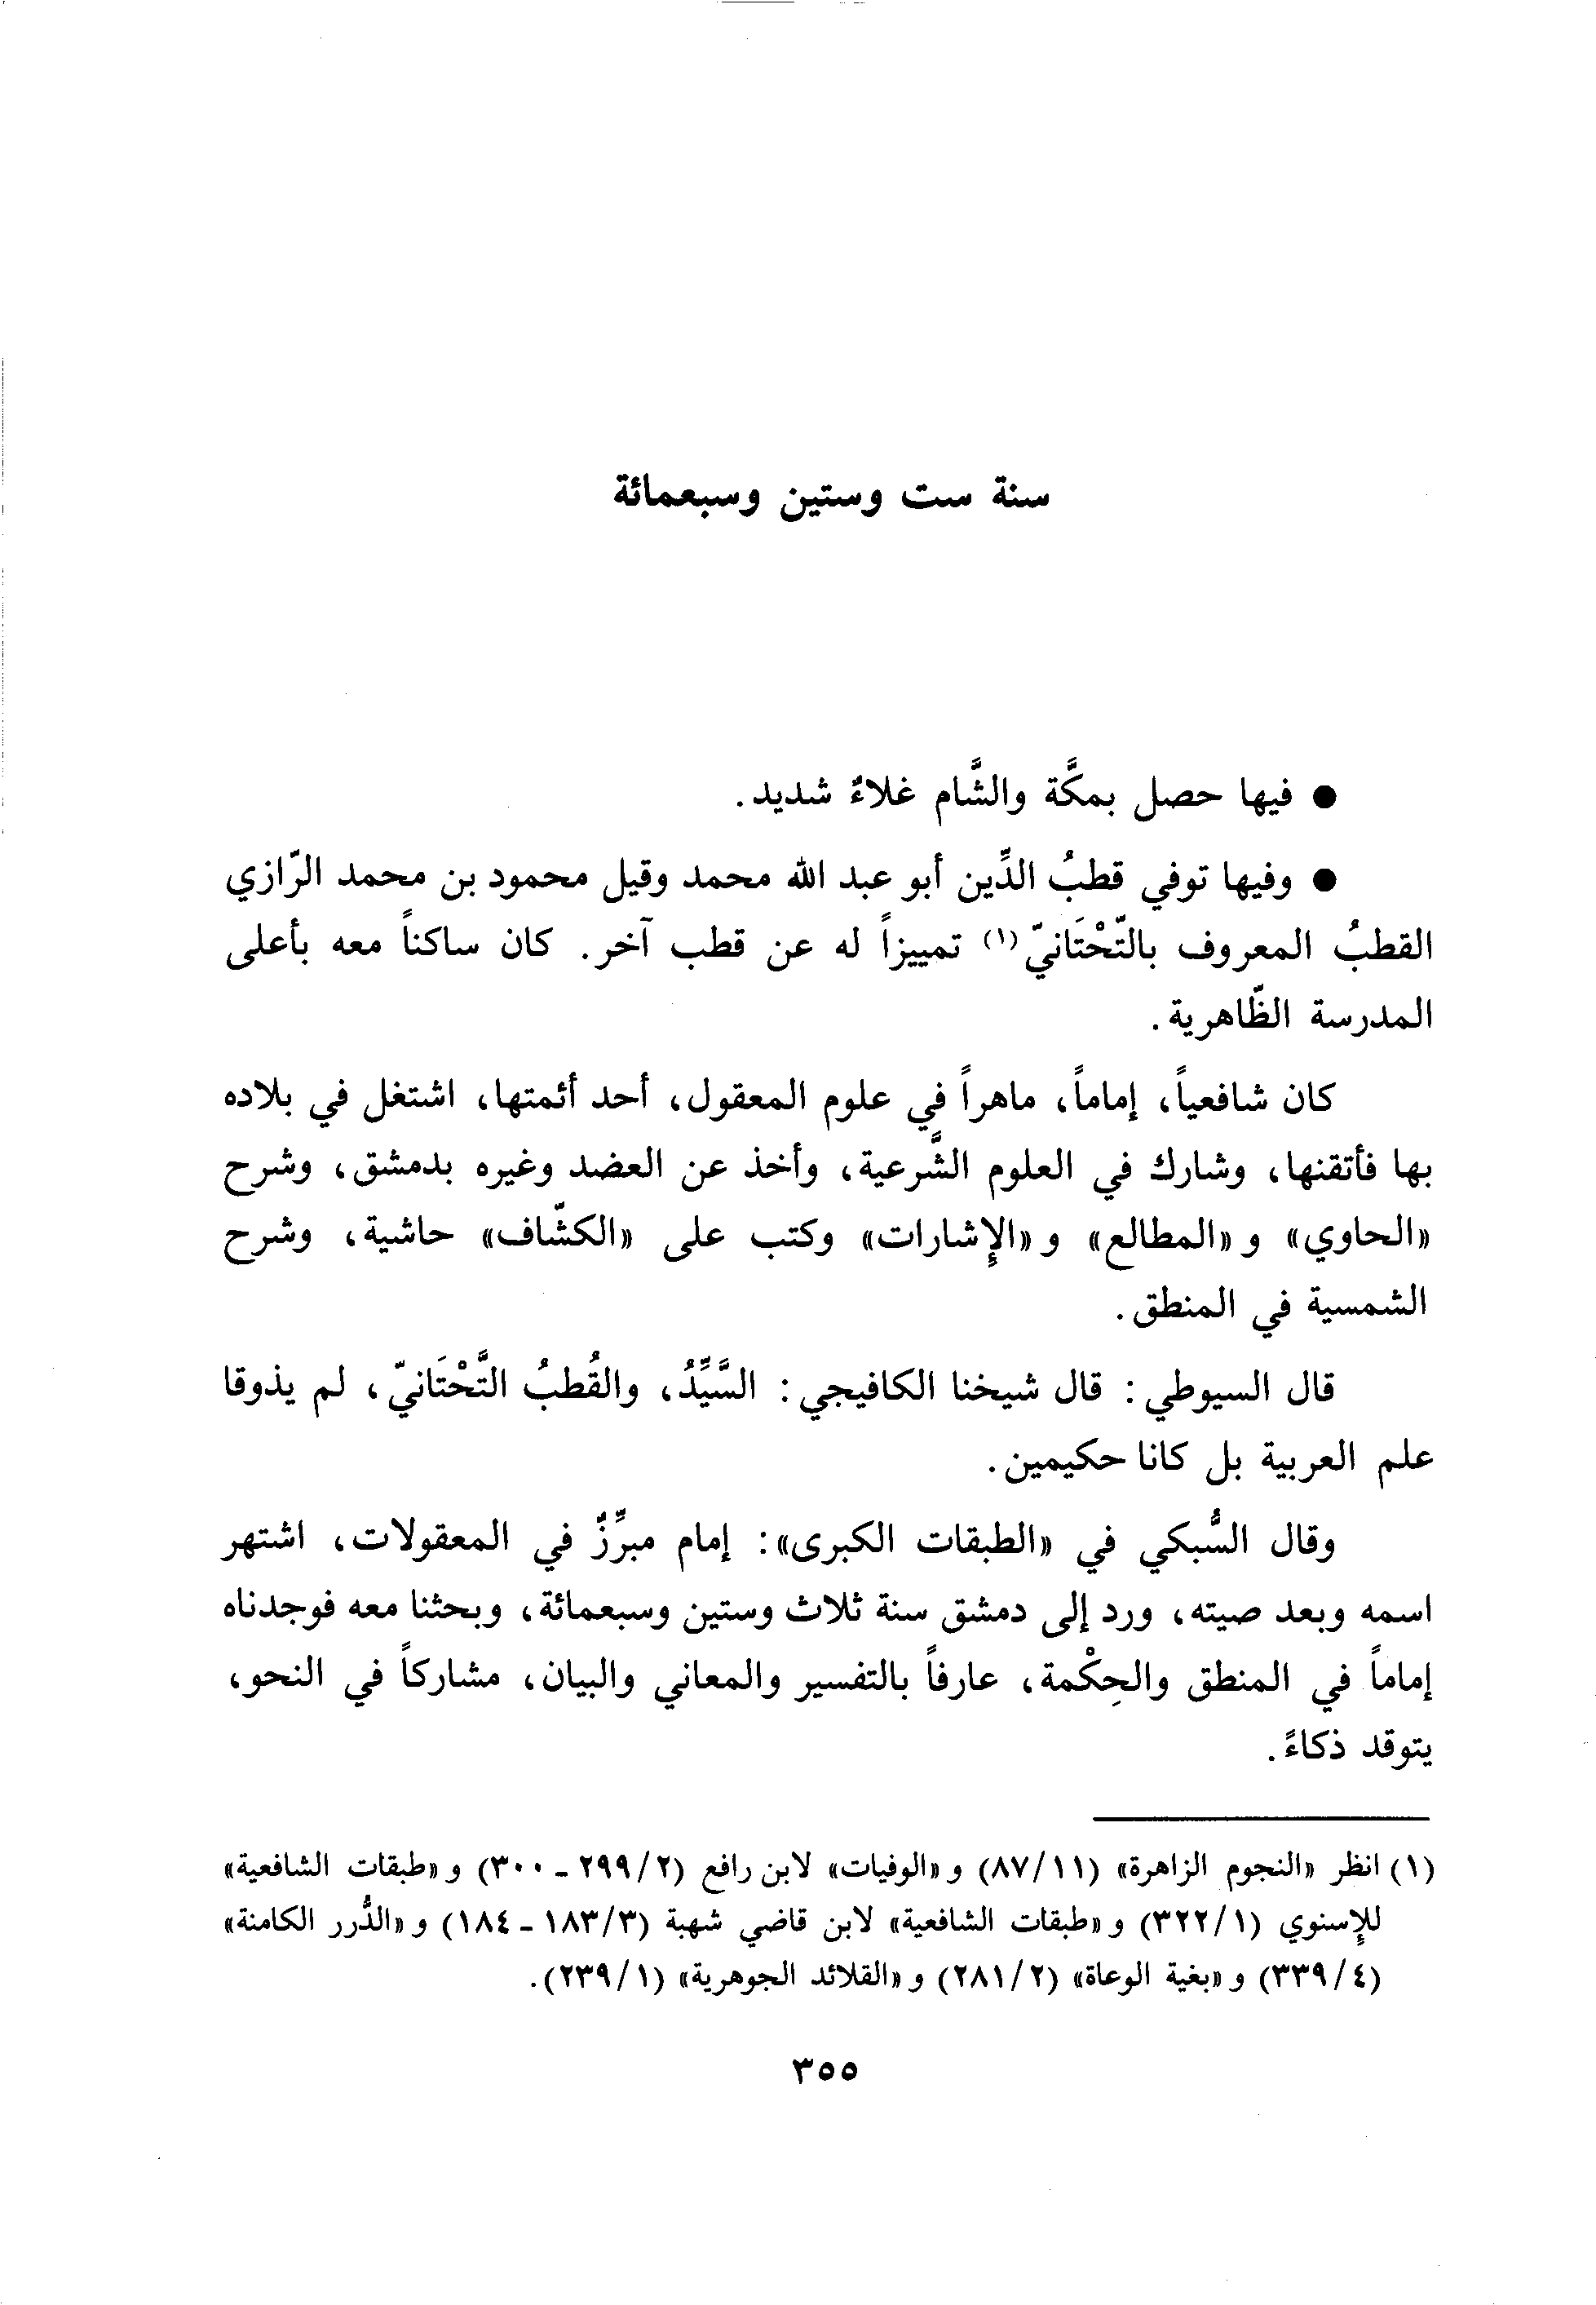 سنة ست وستين وسبعمائة
● فيها حصل بمكَّة والشَّام غلاءٌ شديد.
● وفيها توفي قطبُ الدِّين أبو عبد الله محمد وقيل محمود بن محمد الرّازي
القطبُ المعروف بالتّحْتَانيّ(١) تمييزاً له عن قطب آخر. كان ساكناً معه بأعلى
المدرسة الظّاهرية.
كان شافعياً، إماماً، ماهراً في علوم المعقول، أحد أئمتها، اشتغل في بلاده
بها فأتقنها، وشارك في العلوم الشَّرعية، وأخذ عن العضد وغيره بدمشق، وشرح
«الحاوي» و«المطالع» و«الإشارات» وكتب على «الكشّاف» حاشية، وشرح
الشمسية في المنطق.
قال السيوطي: قال شيخنا الكافيجي: السَّيِّدُ، والقُطبُ التَّحْتَانيّ، لم يذوقا
علم العربية بل كانا حكيمين.
وقال السُّبكي في «الطبقات الكبرى»: إمام مبرِّزٌ في المعقولات، اشتهر
اسمه وبعد صيته، ورد إلى دمشق سنة ثلاث وستين وسبعمائة، وبحثنا معه فوجدناه
إماماً في المنطق والحِكْمة، عارفاً بالتفسير والمعاني والبيان، مشاركاً في النحو،
يتوقد ذكاءً.
(١) انظر «النجوم الزاهرة» (٨٧/١١) و«الوفيات» لابن رافع (٢٩٩/٢ - ٣٠٠) و«طبقات الشافعية»
للإسنوي (٣٢٢/١) و«طبقات الشافعية» لابن قاضي شهبة (١٨٣/٣ - ١٨٤) و«الدُّرر الكامنة»
(٣٣٩/٤) و«بغية الوعاة» (٢٨١/٢) و«القلائد الجوهرية» (٢٣٩/١).
٣٥٥